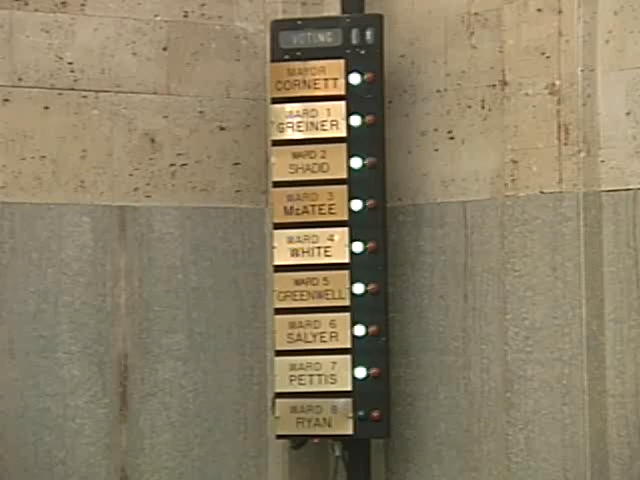 VOTING
MAYOR
CORNETT
WARD 1
GREINER
WARD 2
SHADID
WARD 3
McATEE
WARD 4
WHITE
WARD 5
GREENWELL
WARD 6
SALYER
WARD 7
PETTIS
WARD 8
RYAN